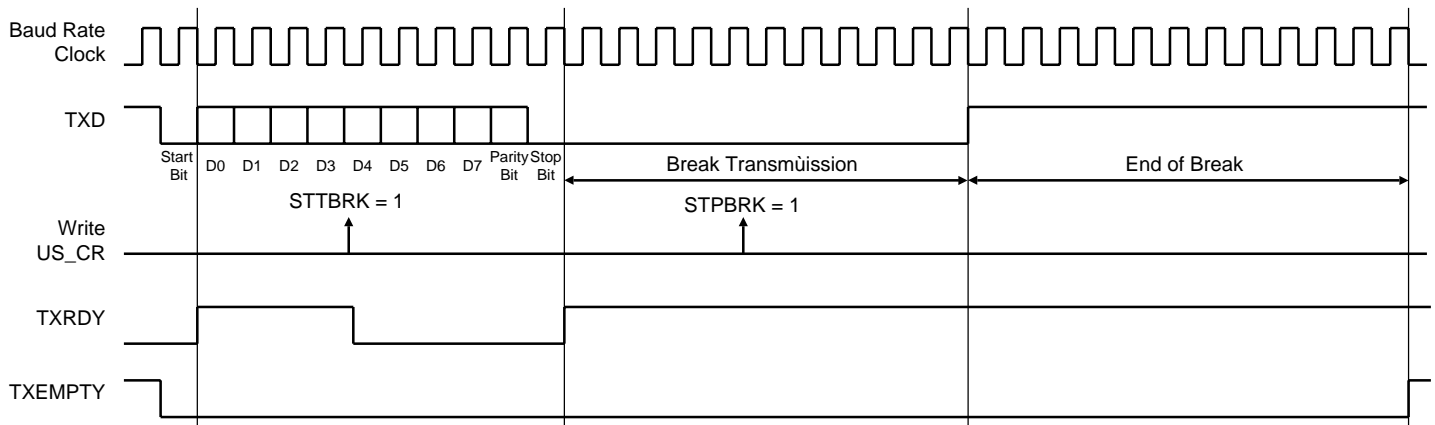 Baud Rate
Clock
TXD
Start
Bit
D0
D1
D2
D3
D4
D5
D6
D7
Parity
Bit
Stop
Bit
Break Transmùission
End of Break
STTBRK = 1
STPBRK = 1
Write
US_CR
TXRDY
TXEMPTY